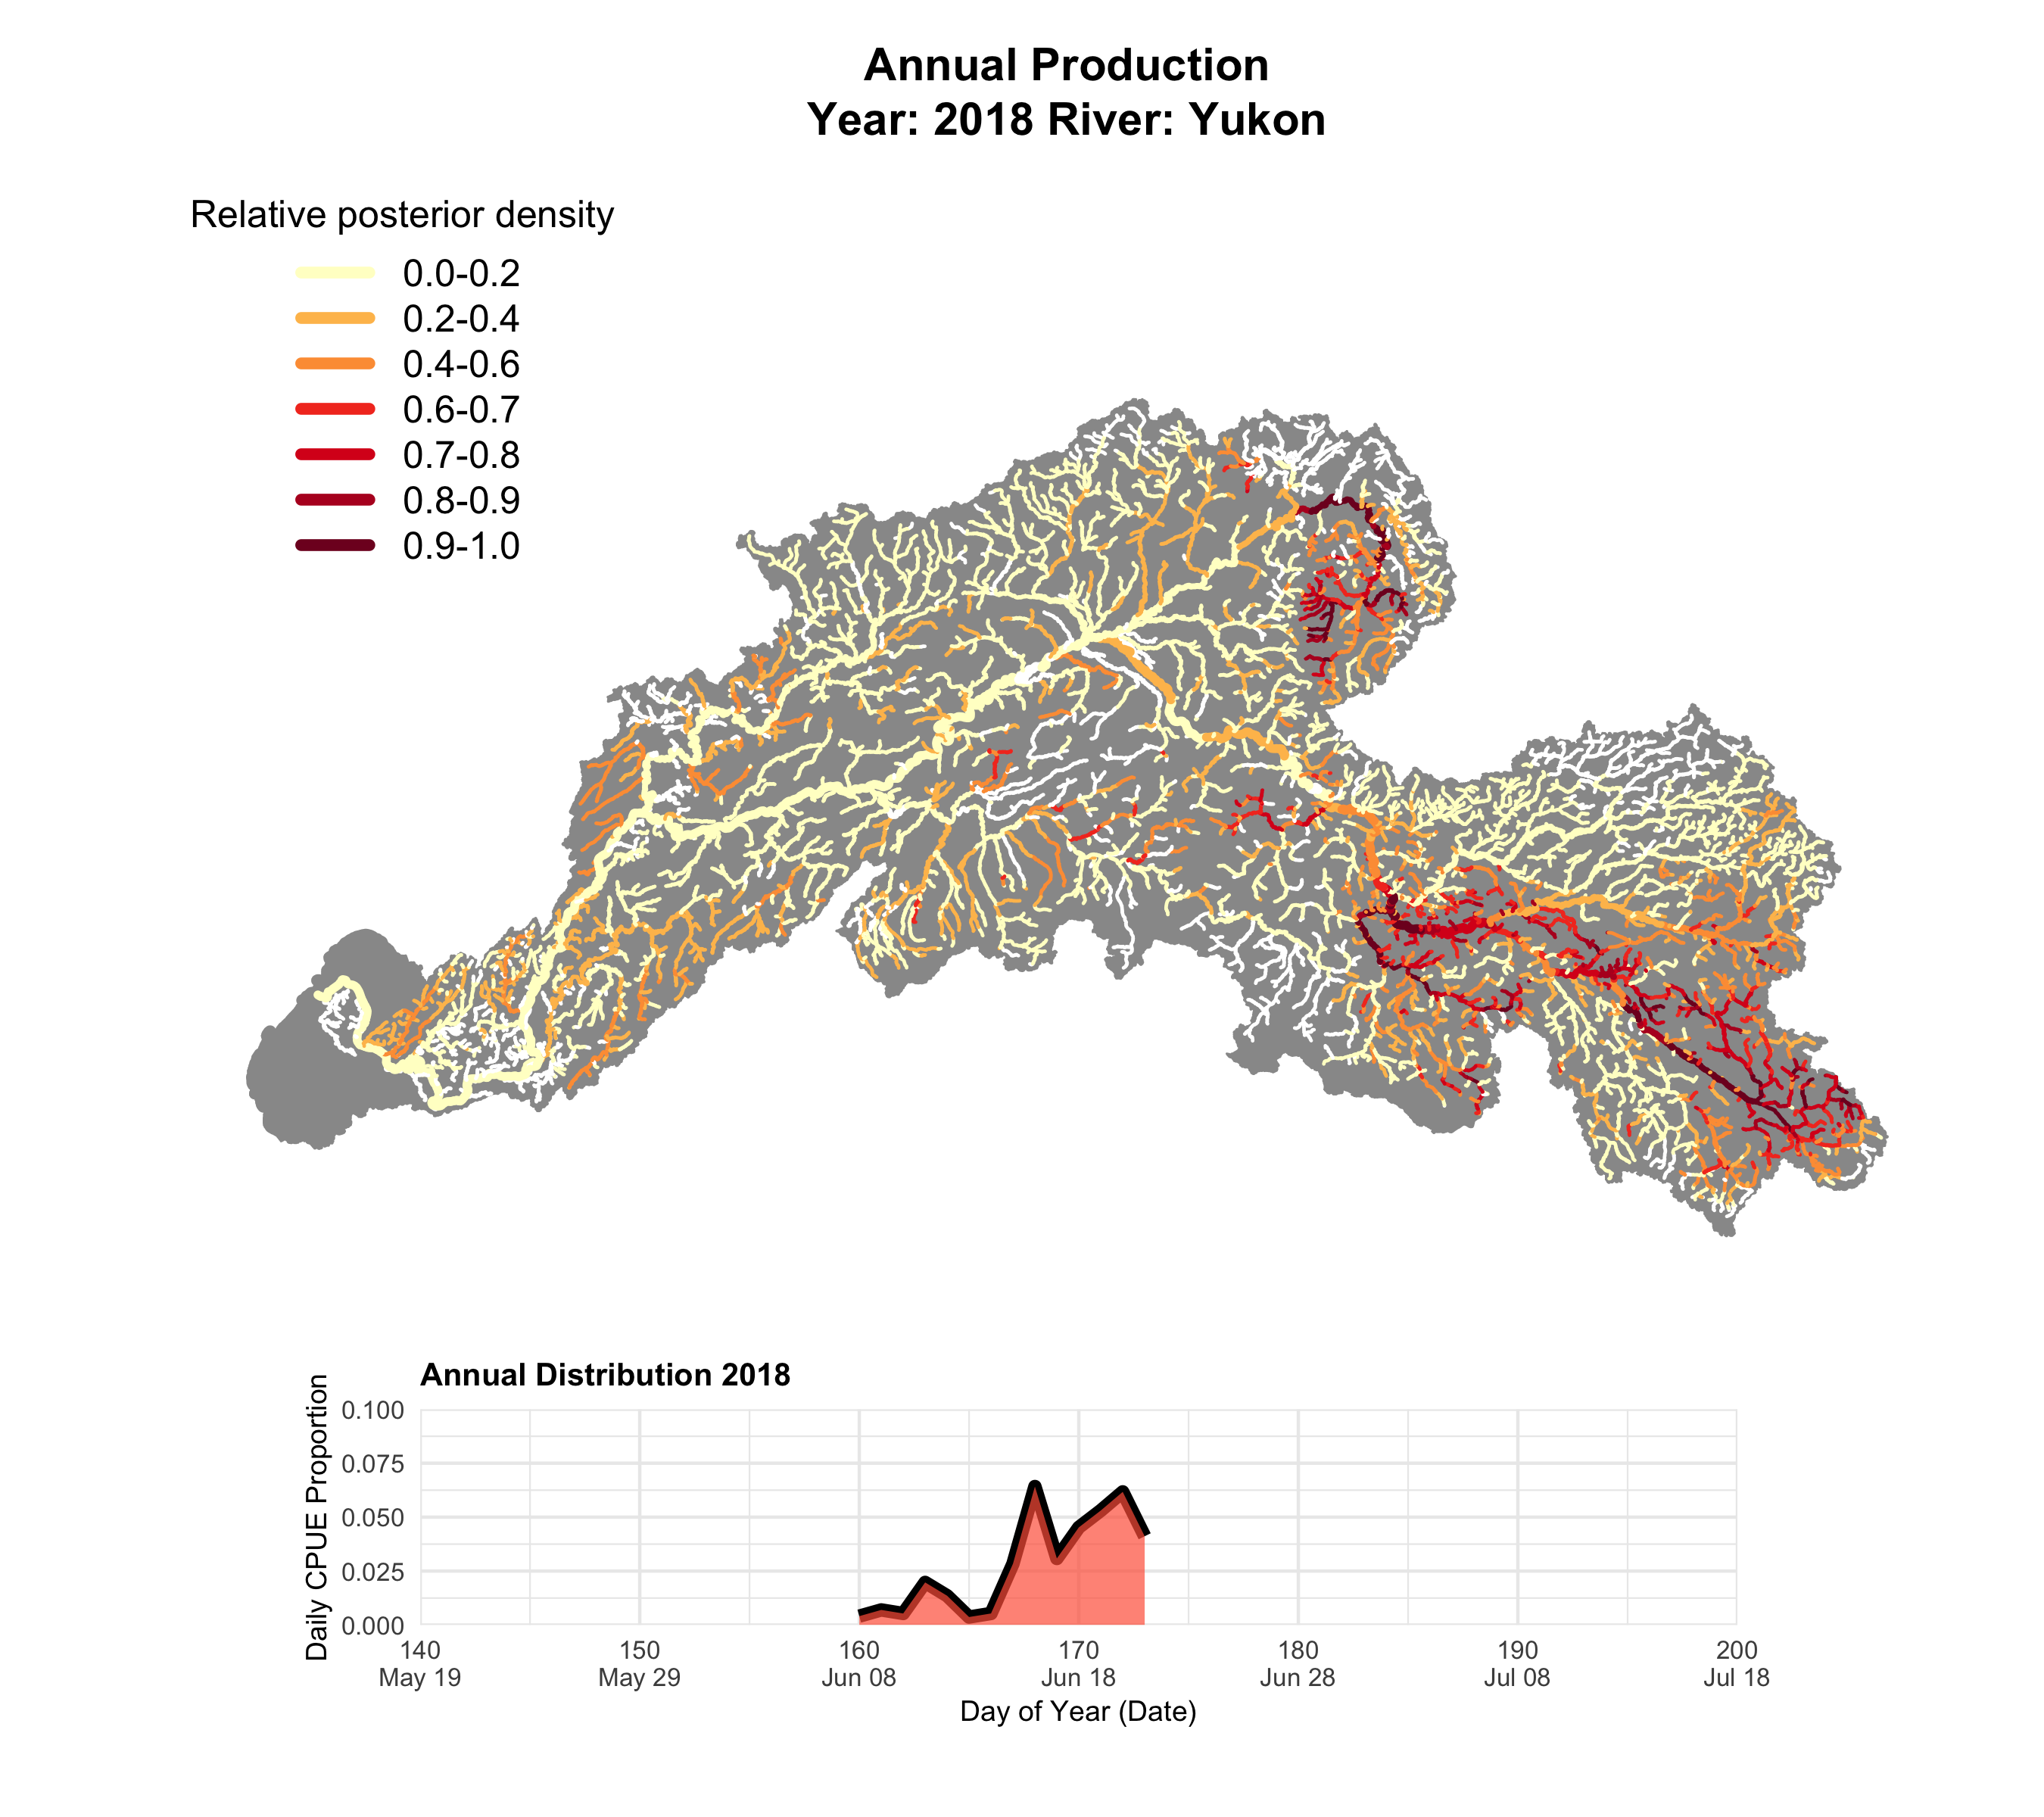 Annual Production
Year: 2018 River: Yukon
Relative posterior density
0.0-0.2
0.2-0.4
0.4-0.6
0.6-0.7
0.7-0.8
0.8-0.9
0.9-1.0
Annual Distribution 2018
Daily CPUE Proportion
0.100
0.075
0.050
0.025
0.000
140 150 160 170 180 190 200
May 19 May 29 Jun 08 Jun 18 Jun 28 Jul 08 Jul 18
Day of Year (Date)